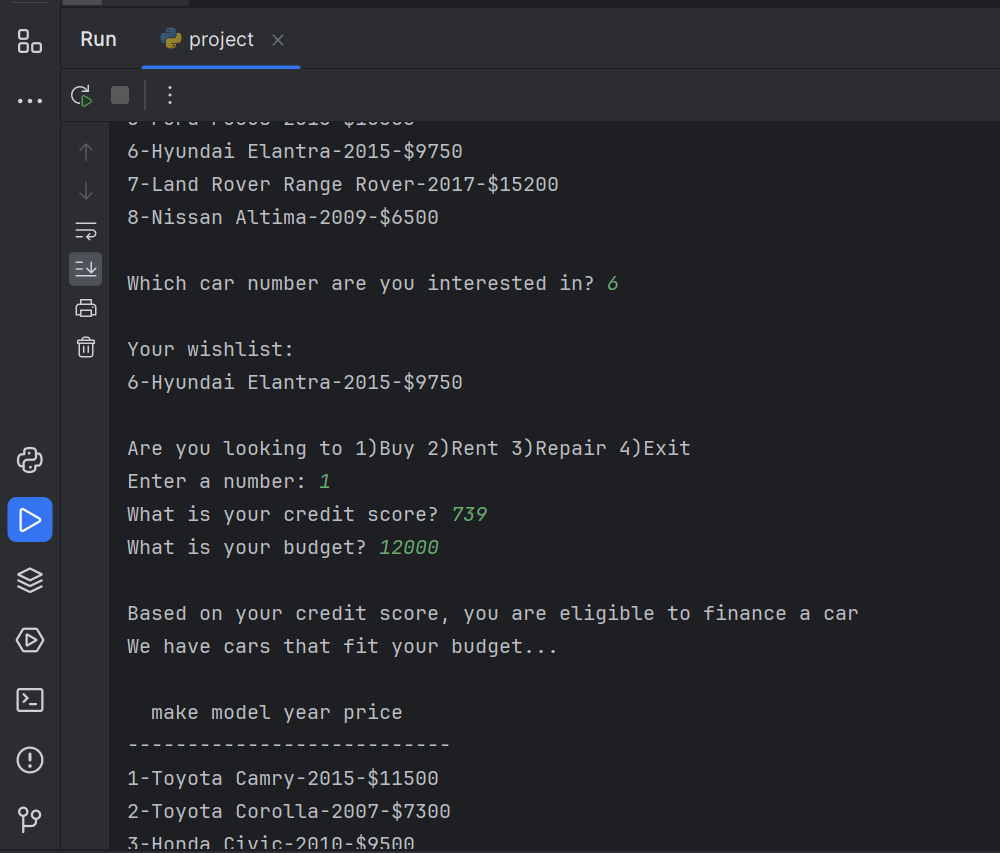 Run project
6-Hyundai Elantra-2015-$9750
7-Land Rover Range Rover-2017-$15200
8-Nissan Altima-2009-$6500
Which car number are you interested in? 6
Your wishlist:
6-Hyundai Elantra-2015-$9750
Are you looking to 1)Buy 2)Rent 3)Repair 4)Exit
Enter a number: 1
What is your credit score? 739
What is your budget? 12000
Based on your credit score, you are eligible to finance a car
We have cars that fit your budget...
make model year price
---------------------------
1-Toyota Camry-2015-$11500
2-Toyota Corolla-2007-$7300
3-Honda Civic-2010-$9500